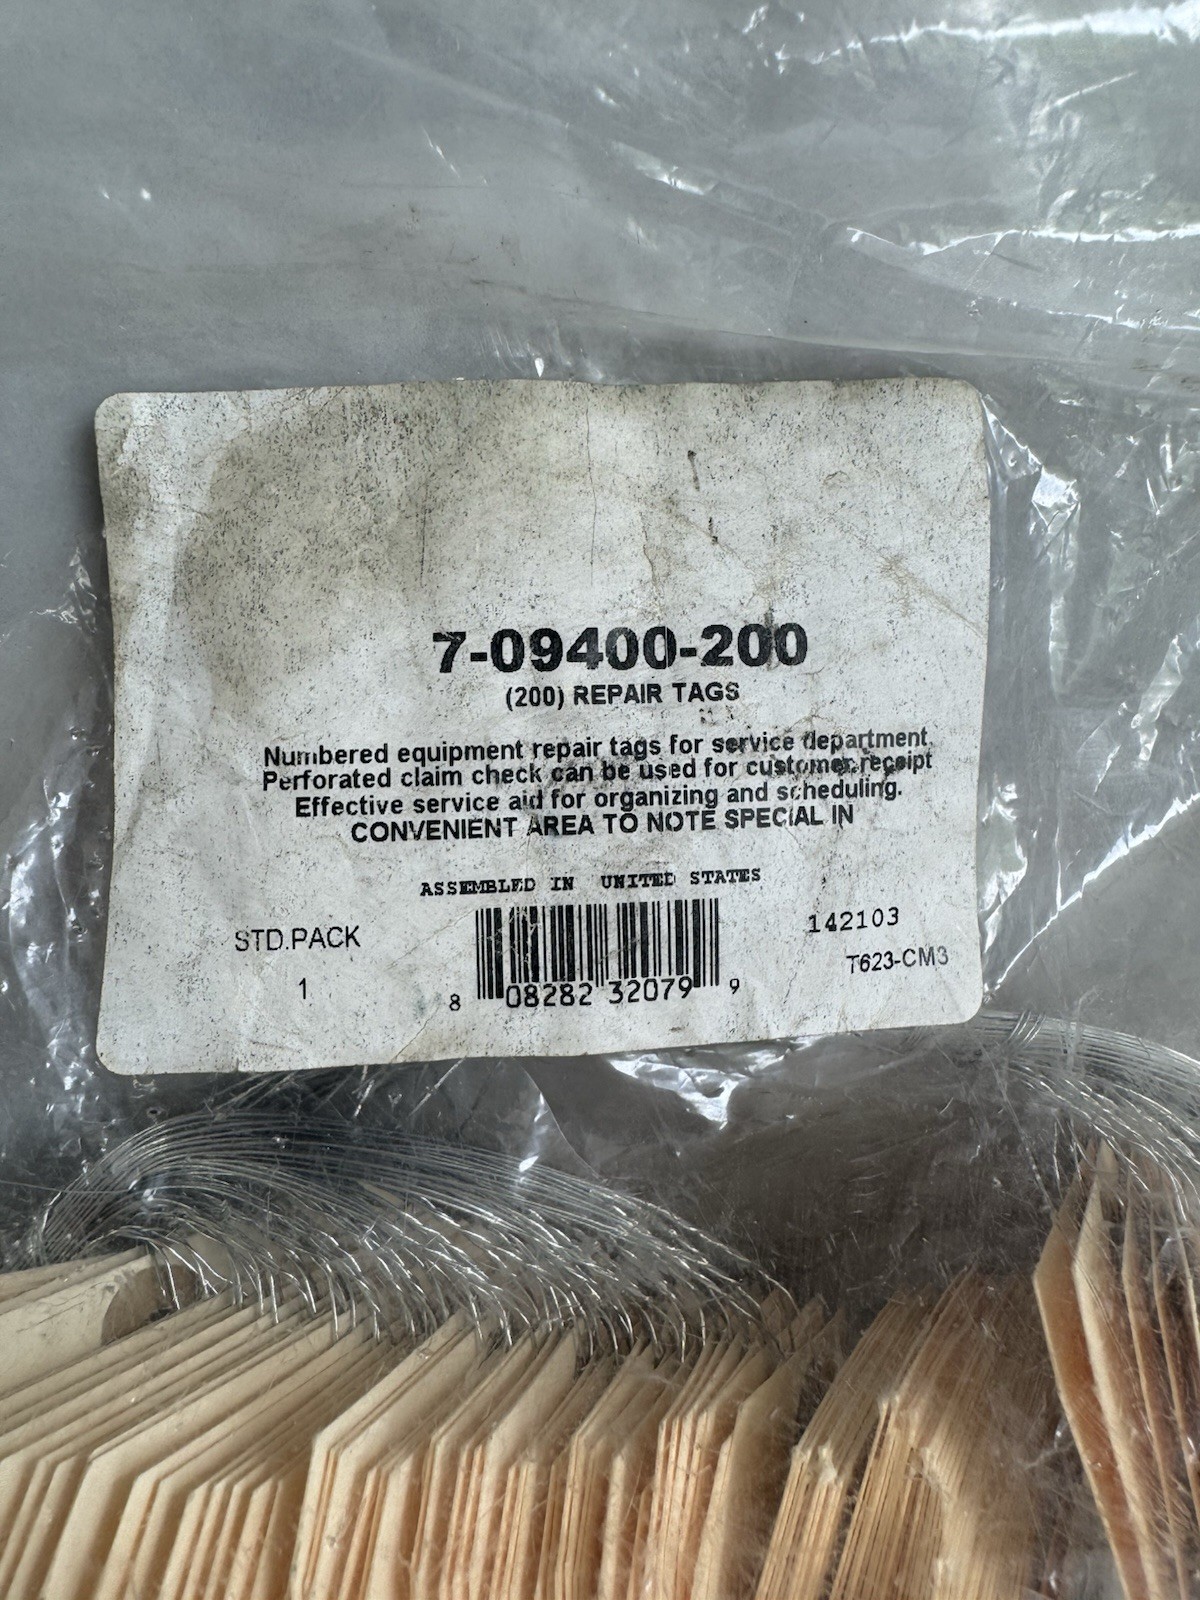 7-09400-200
(200) REPAIR TAGS
Numbered equipment repair tags for service department.
Perforated claim check can be used for customer receipt
Effective service aid for organizing and scheduling.
CONVENIENT AREA TO NOTE SPECIAL IN
ASSEMBLED IN UNITED STATES
STD.PACK
1
8 08282 32079 9
142103
T623-CM3